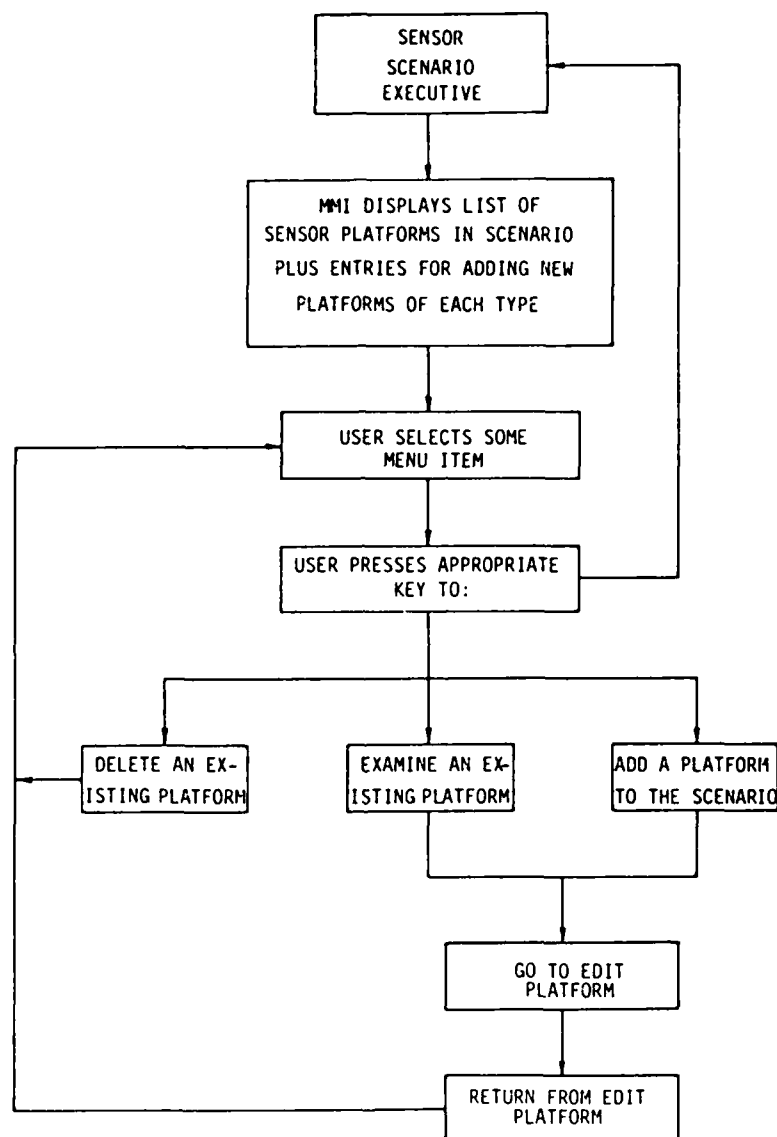 SENSOR
SCENARIO
EXECUTIVE
MMI DISPLAYS LIST OF
SENSOR PLATFORMS IN SCENARIO
PLUS ENTRIES FOR ADDING NEW
PLATFORMS OF EACH TYPE
USER SELECTS SOME
MENU ITEM
USER PRESSES APPROPRIATE
KEY TO:
DELETE AN EX-
ISTING PLATFORM
EXAMINE AN EX-
ISTING PLATFORM
ADD A PLATFORM
TO THE SCENARIO
GO TO EDIT
PLATFORM
RETURN FROM EDIT
PLATFORM